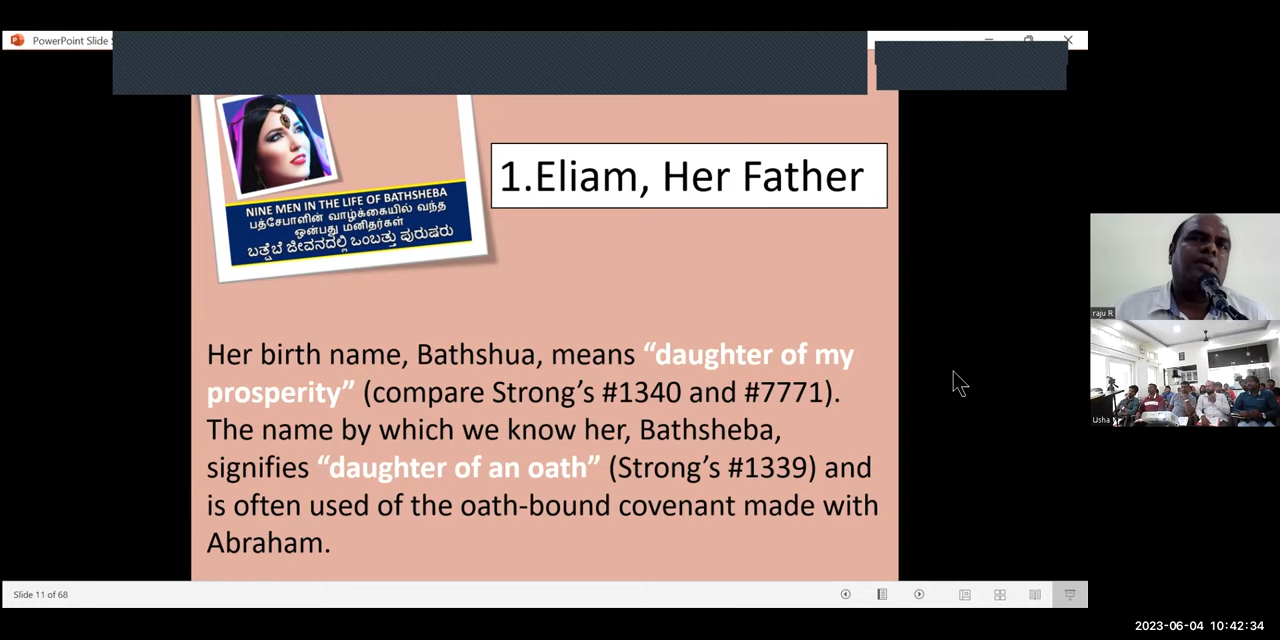 PowerPoint Slide
NINE MEN IN THE LIFE OF BATHSHEBA
பத்சேபாளின் வாழ்க்கையில் வந்த
ஒன்பது மனிதர்கள்
ಬತ್ಷೆಬೆ ಜೀವನದಲ್ಲಿ ಒಂಬತ್ತು ಪುರುಷರು
1.Eliam, Her Father
Her birth name, Bathshua, means “daughter of my
prosperity” (compare Strong’s #1340 and #7771).
The name by which we know her, Bathsheba,
signifies “daughter of an oath” (Strong’s #1339) and
is often used of the oath-bound covenant made with
Abraham.
raju R
Usha
Slide 11 of 68
2023-06-04 10:42:34